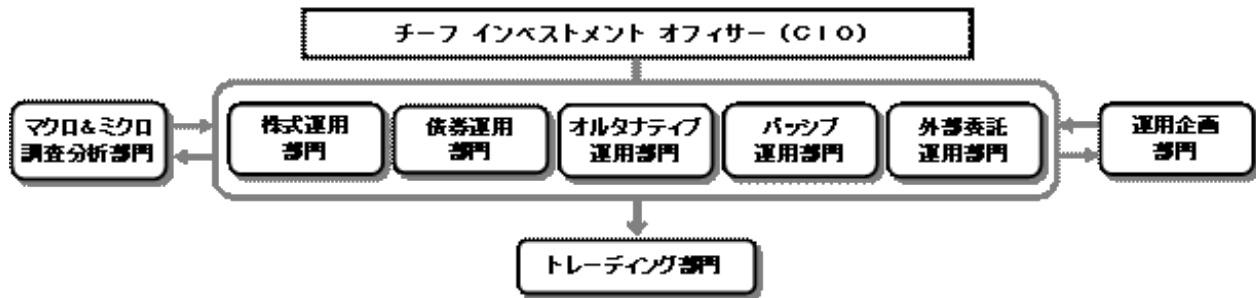 チーフ インベストメント オフィサー (CIO)
マクロ&ミクロ
調査分析部門
株式運用
部門
債券運用
部門
オルタナティブ
運用部門
パッシブ
運用部門
外部委託
運用部門
運用企画
部門
トレーディング部門